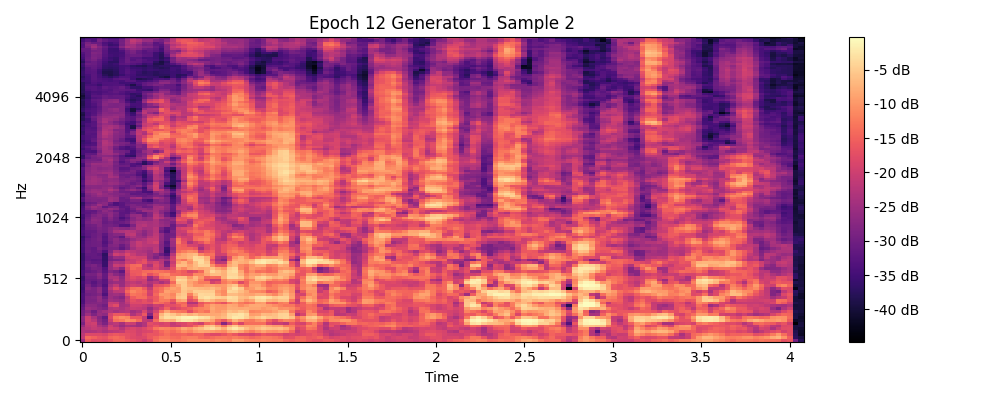 Epoch 12 Generator 1 Sample 2
Hz
4096
2048
1024
512
0
0 0.5 1 1.5 2 2.5 3 3.5 4
Time
-5 dB
-10 dB
-15 dB
-20 dB
-25 dB
-30 dB
-35 dB
-40 dB